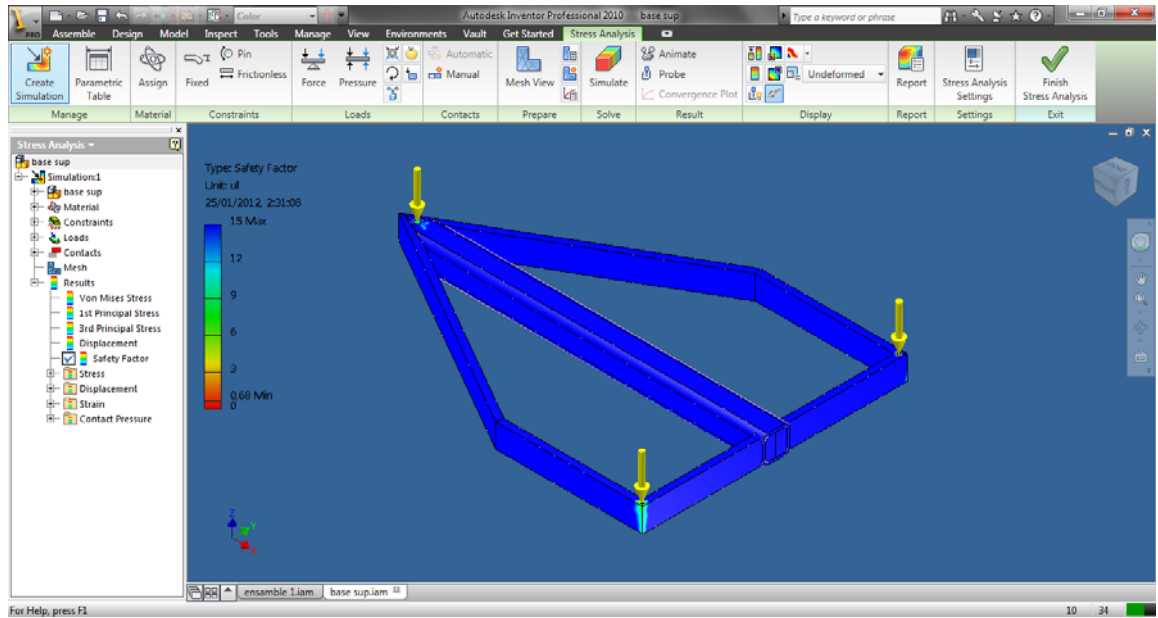 Color
Autodesk Inventor Professional 2010 base sup
Type a keyword or phrase
PRO Assemble Design Model Inspect Tools Manage View Environments Vault Get Started Stress Analysis
Create Simulation
Parametric Table
Assign
Fixed
Pin
Frictionless
Force
Pressure
Automatic
Manual
Mesh View
Simulate
Animate
Probe
Convergence Plot
Undeformed
Report
Stress Analysis Settings
Finish Stress Analysis
Manage Material Constraints Loads Contacts Prepare Solve Result Display Report Settings Exit
Stress Analysis
base sup
Simulation:1
base sup
Material
Constraints
Loads
Contacts
Mesh
Results
Von Mises Stress
1st Principal Stress
3rd Principal Stress
Displacement
Safety Factor
Stress
Displacement
Strain
Contact Pressure
Type: Safety Factor
Unit: ul
25/01/2012, 2:31:08
15 Max
12
9
6
3
0,68 Min
0
Z
Y
X
ensamble 1.iam
base sup.iam
For Help, press F1
10 34